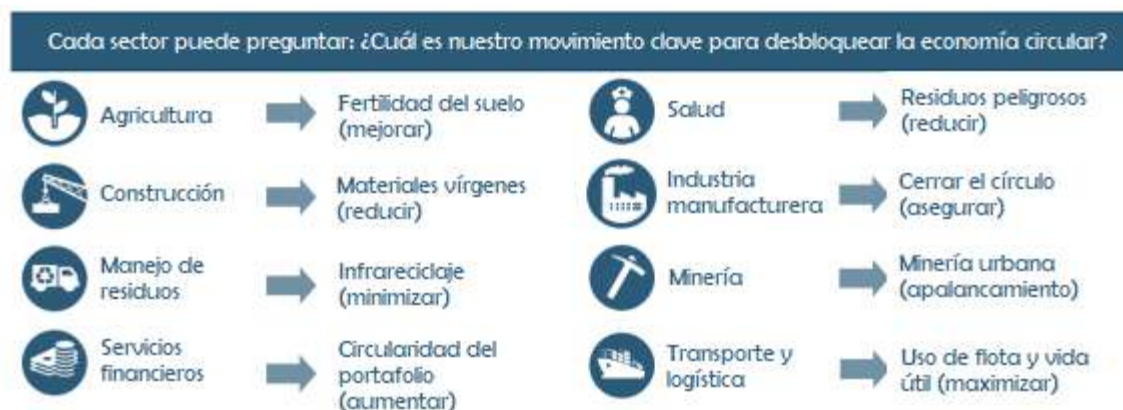 Cada sector puede preguntar: ¿Cuál es nuestro movimiento clave para desbloquear la economía circular?
Agricultura
Fertilidad del suelo
(mejorar)
Construcción
Materiales vírgenes
(reducir)
Manejo de
residuos
Infrareciclaje
(minimizar)
Servicios
financieros
Circularidad del
portafolio
(aumentar)
Salud
Residuos peligrosos
(reducir)
Industria
manufacturera
Cerrar el círculo
(asegurar)
Minería
Minería urbana
(apalancamiento)
Transporte y
logística
Uso de flota y vida
útil (maximizar)